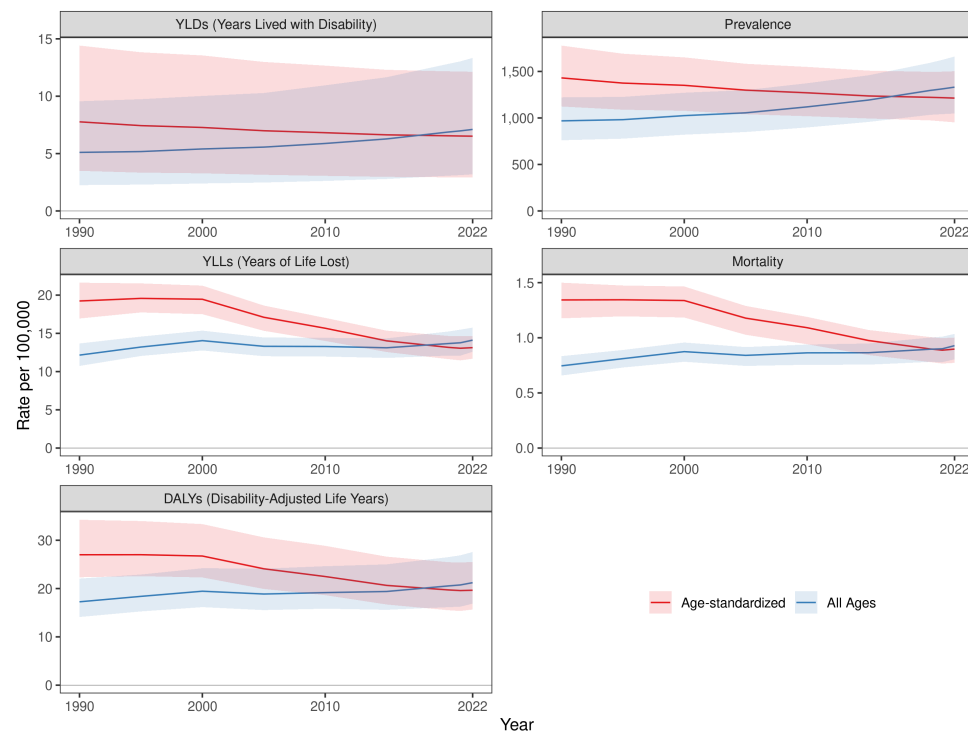 YLDs (Years Lived with Disability)
15
10
5
0
1990 2000 2010 2022
Prevalence
1,500
1,000
500
0
1990 2000 2010 2022
YLLs (Years of Life Lost)
20
15
10
5
0
1990 2000 2010 2022
Mortality
1.5
1.0
0.5
0.0
1990 2000 2010 2022
DALYs (Disability-Adjusted Life Years)
30
20
10
0
1990 2000 2010 2022
Age-standardized All Ages
Rate per 100,000
Year